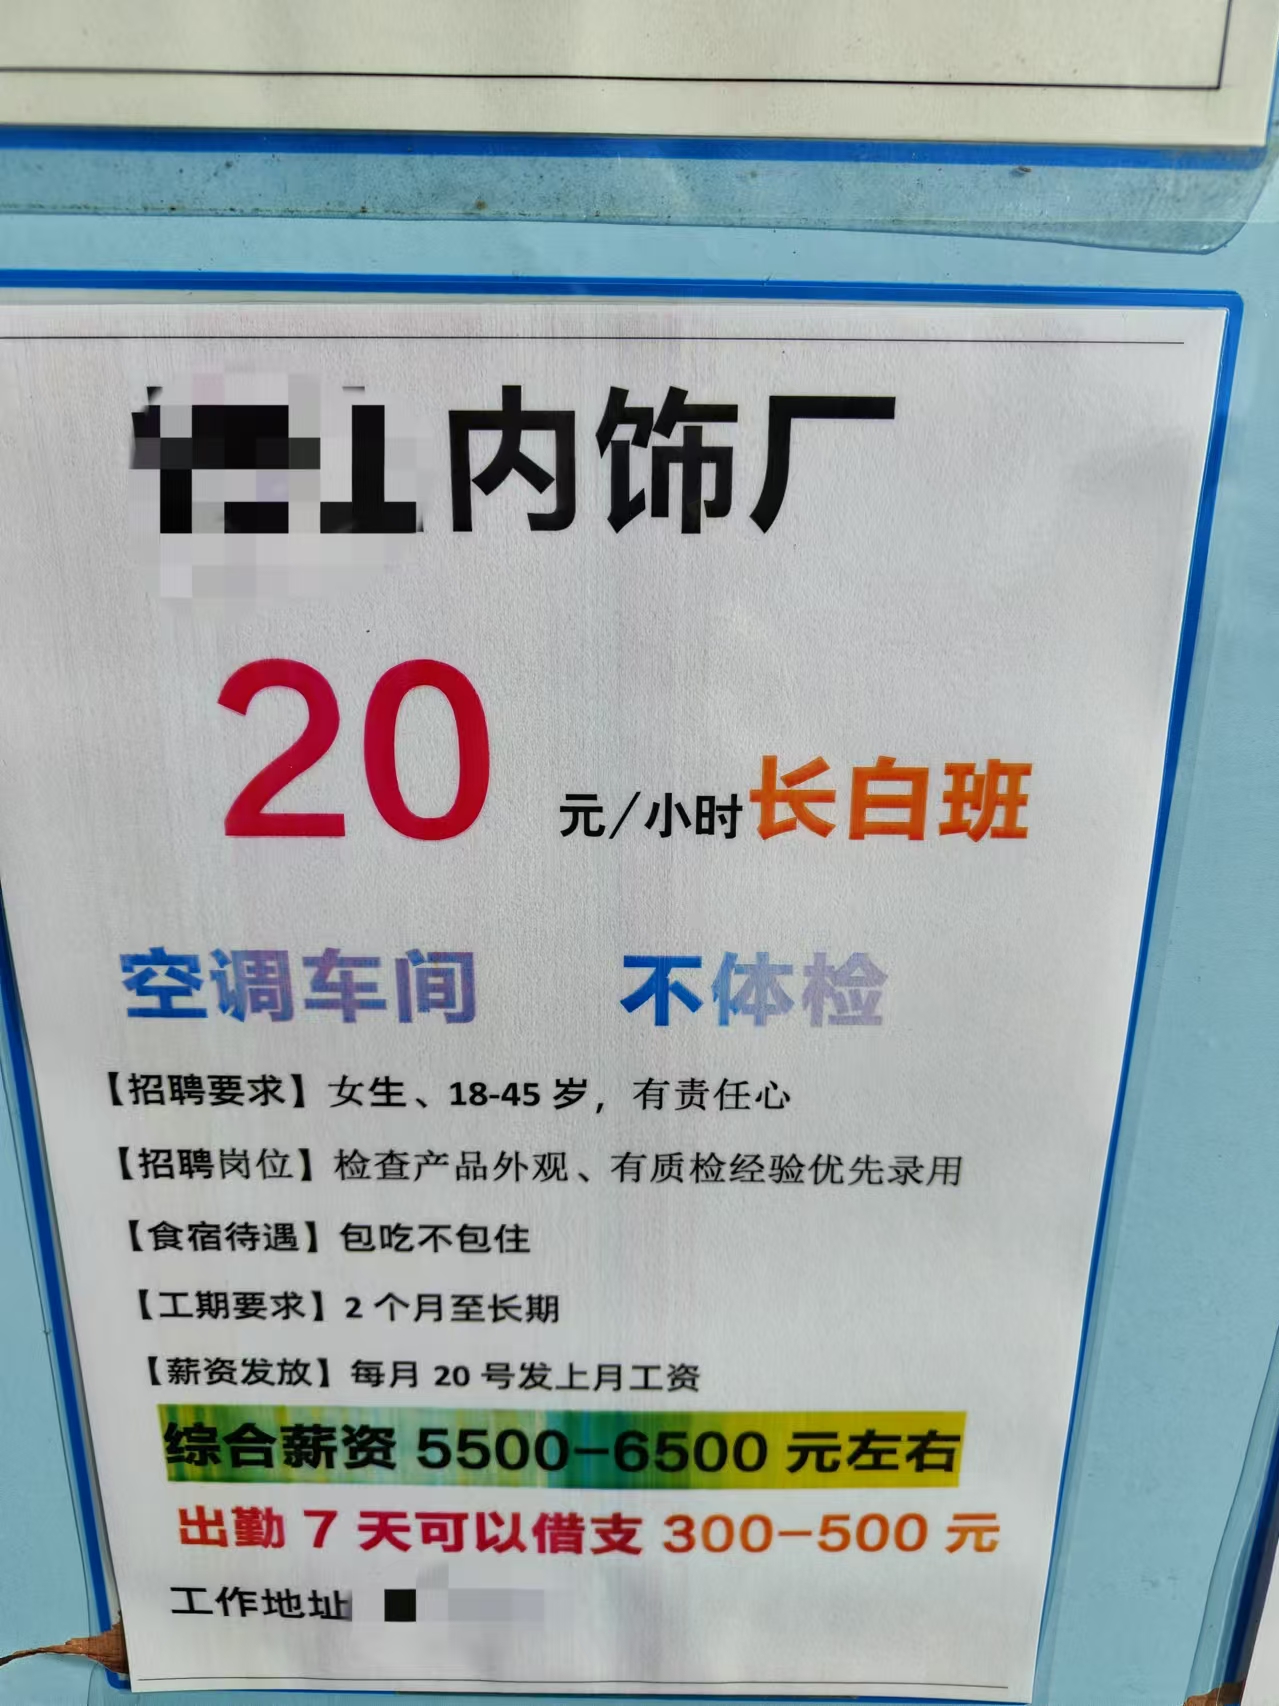 内饰厂
20元/小时长白班
空调车间 不体检
【招聘要求】女生、18-45岁，有责任心
【招聘岗位】检查产品外观、有质检经验优先录用
【食宿待遇】包吃不包住
【工期要求】2个月至长期
【薪资发放】每月20号发上月工资
综合薪资5500-6500元左右
出勤7天可以借支300-500元
工作地址